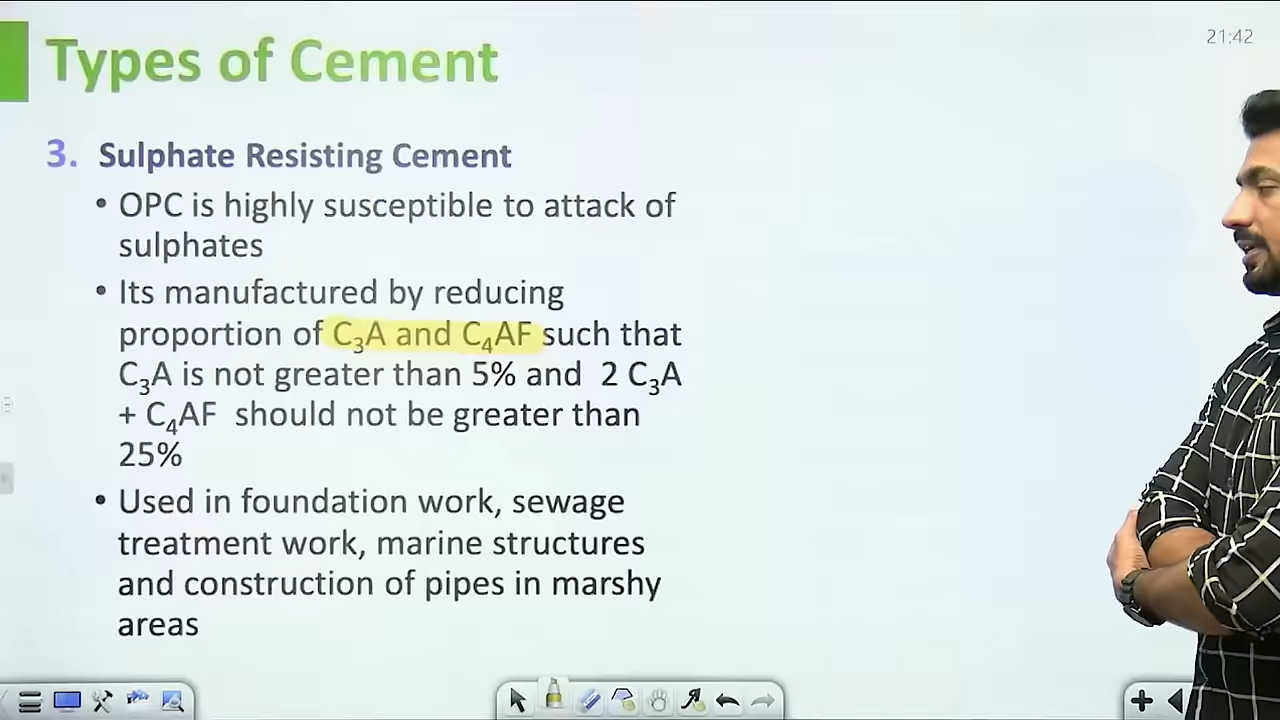 Types of Cement
21:42
3. Sulphate Resisting Cement
• OPC is highly susceptible to attack of
sulphates
• Its manufactured by reducing
proportion of C₃A and C₄AF such that
C₃A is not greater than 5% and 2 C₃A
+ C₄AF should not be greater than
25%
• Used in foundation work, sewage
treatment work, marine structures
and construction of pipes in marshy
areas